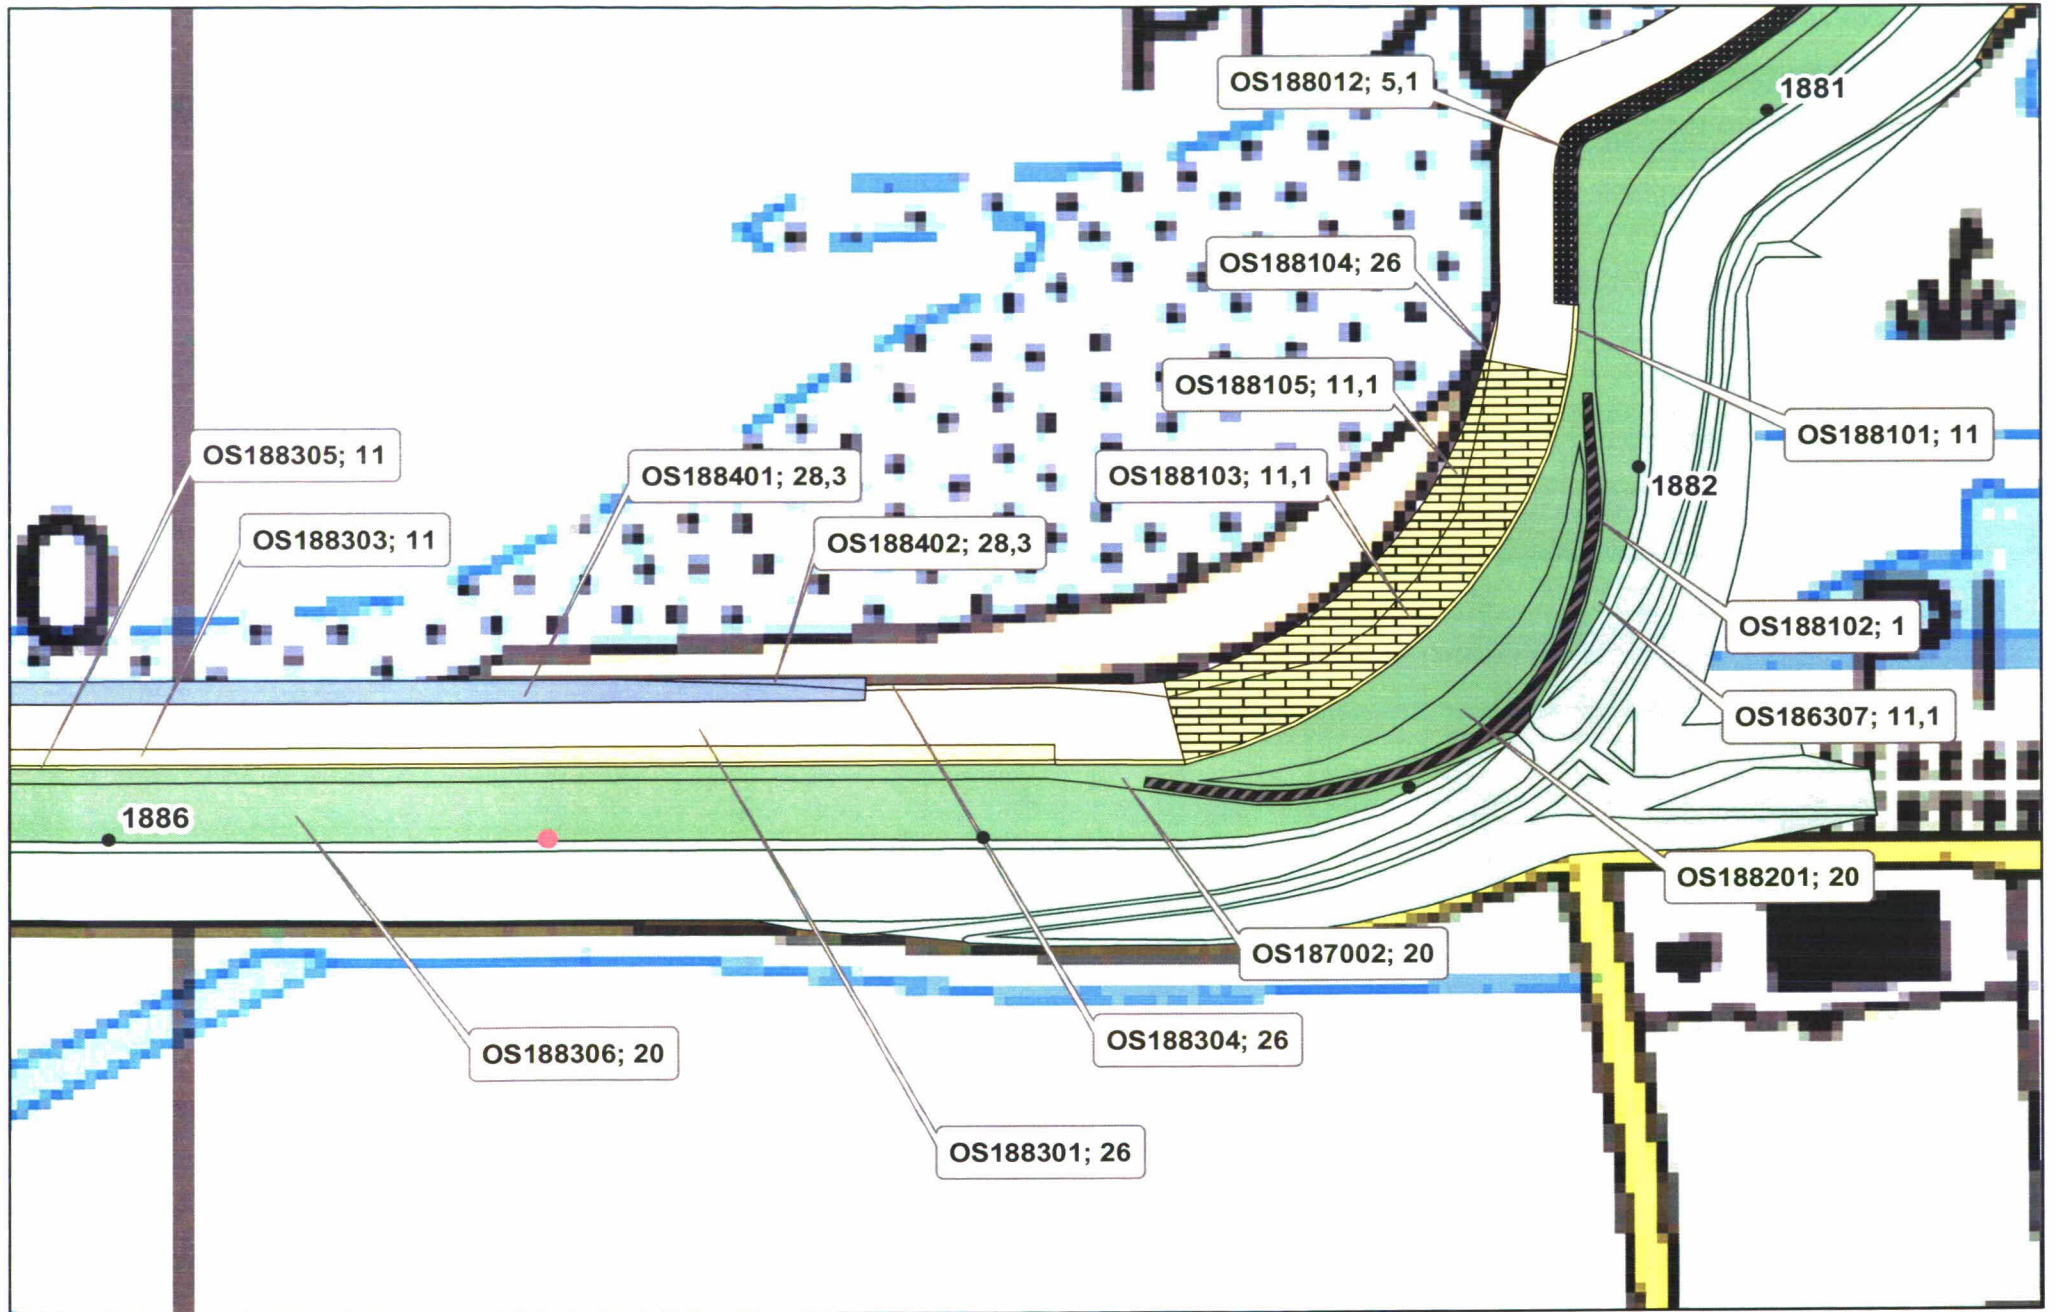 OS188012; 5,1
1881
OS188104; 26
OS188105; 11,1
OS188101; 11
OS188305; 11
OS188401; 28,3
OS188103; 11,1
1882
OS188303; 11
OS188402; 28,3
OS188102; 1
OS186307; 11,1
1886
OS188201; 20
OS187002; 20
OS188304; 26
OS188306; 20
OS188301; 26